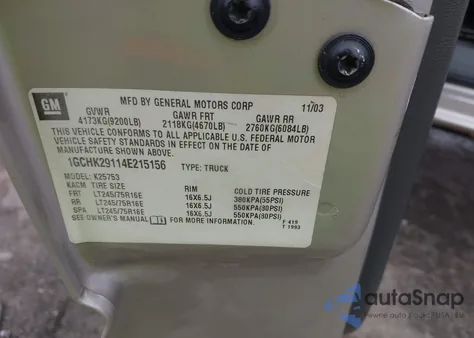 GM
MFD BY GENERAL MOTORS CORP 11/03
GVWR GAWR FRT GAWR RR
4173KG(9200LB) 2118KG(4670LB) 2760KG(6084LB)
THIS VEHICLE CONFORMS TO ALL APPLICABLE U.S. FEDERAL MOTOR
VEHICLE SAFETY STANDARDS IN EFFECT ON THE DATE OF
MANUFACTURE SHOWN ABOVE.
1GCHK29114E215156 TYPE: TRUCK
MODEL: K25753
KACM TIRE SIZE RIM COLD TIRE PRESSURE
FRT LT245/75R16E 16X6.5J 380KPA(55PSI)
RR LT245/75R16E 16X6.5J 550KPA(80PSI)
SPA LT245/75R16E 16X6.5J 550KPA(80PSI)
SEE OWNER'S MANUAL FOR MORE INFORMATION. F 419
T 1993
autoSnap